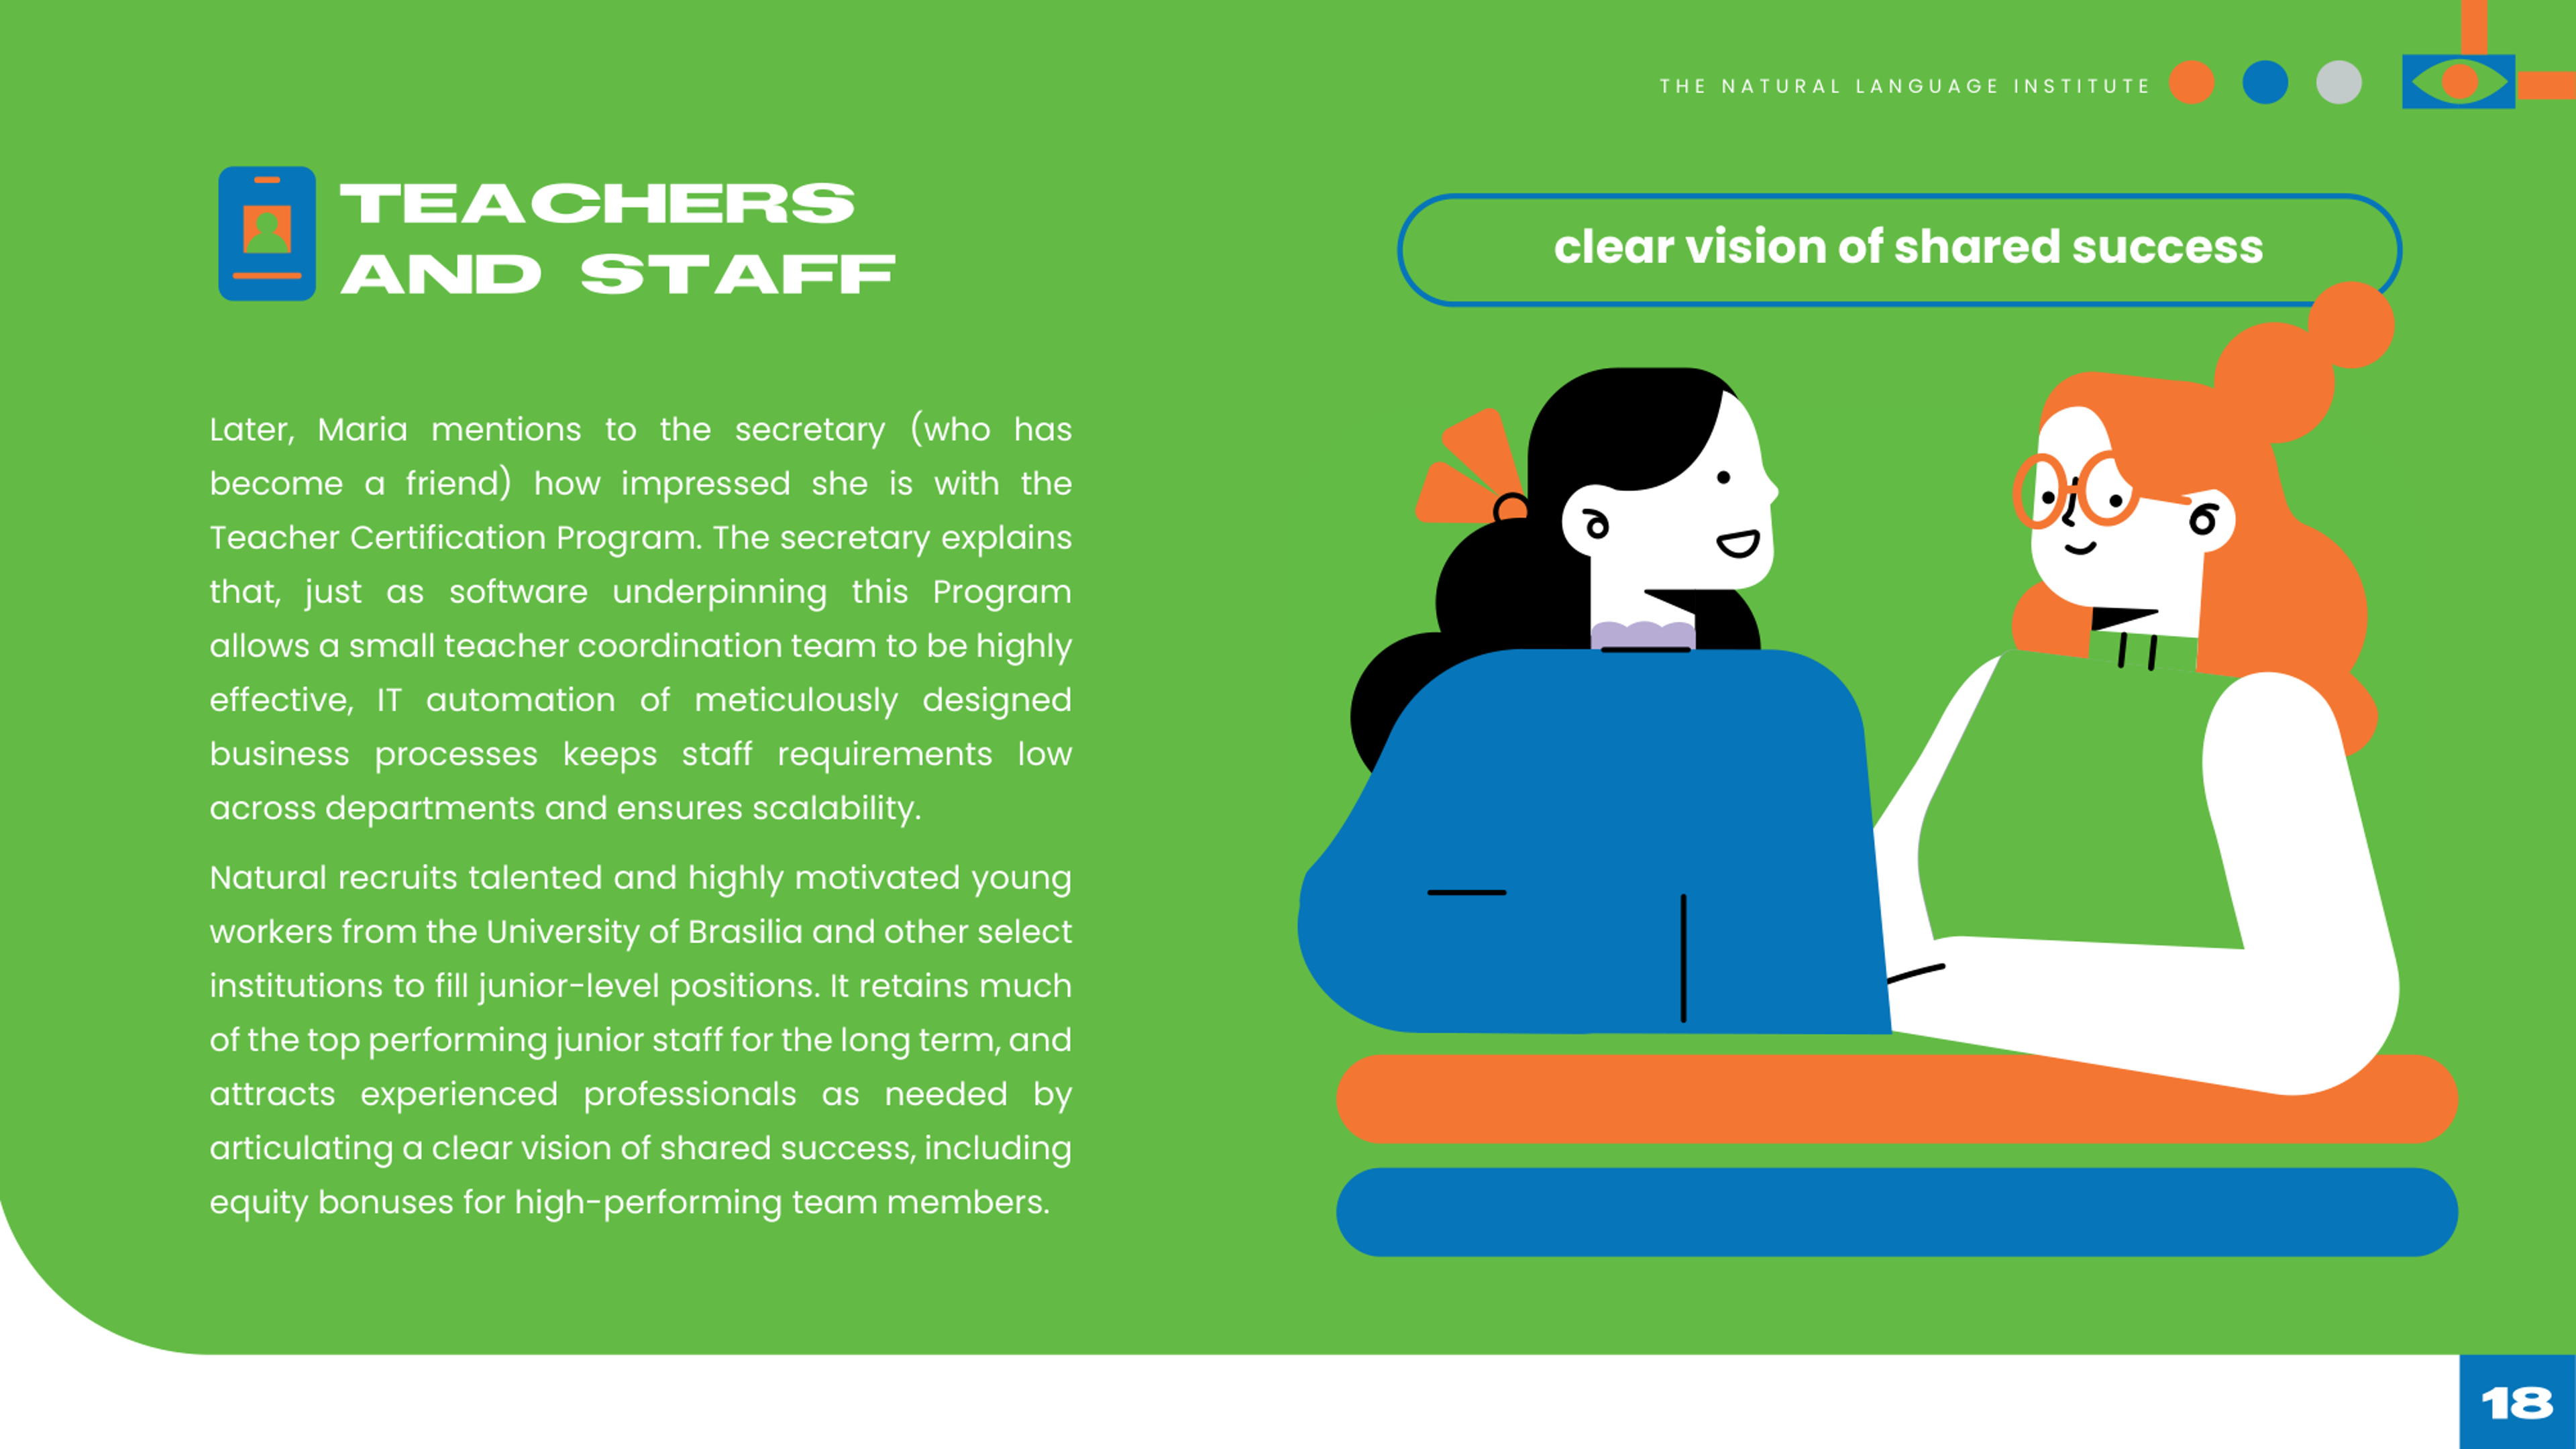 THE NATURAL LANGUAGE INSTITUTE
TEACHERS
AND STAFF
clear vision of shared success
Later, Maria mentions to the secretary (who has
become a friend) how impressed she is with the
Teacher Certification Program. The secretary explains
that, just as software underpinning this Program
allows a small teacher coordination team to be highly
effective, IT automation of meticulously designed
business processes keeps staff requirements low
across departments and ensures scalability.
Natural recruits talented and highly motivated young
workers from the University of Brasilia and other select
institutions to fill junior-level positions. It retains much
of the top performing junior staff for the long term, and
attracts experienced professionals as needed by
articulating a clear vision of shared success, including
equity bonuses for high-performing team members.
18